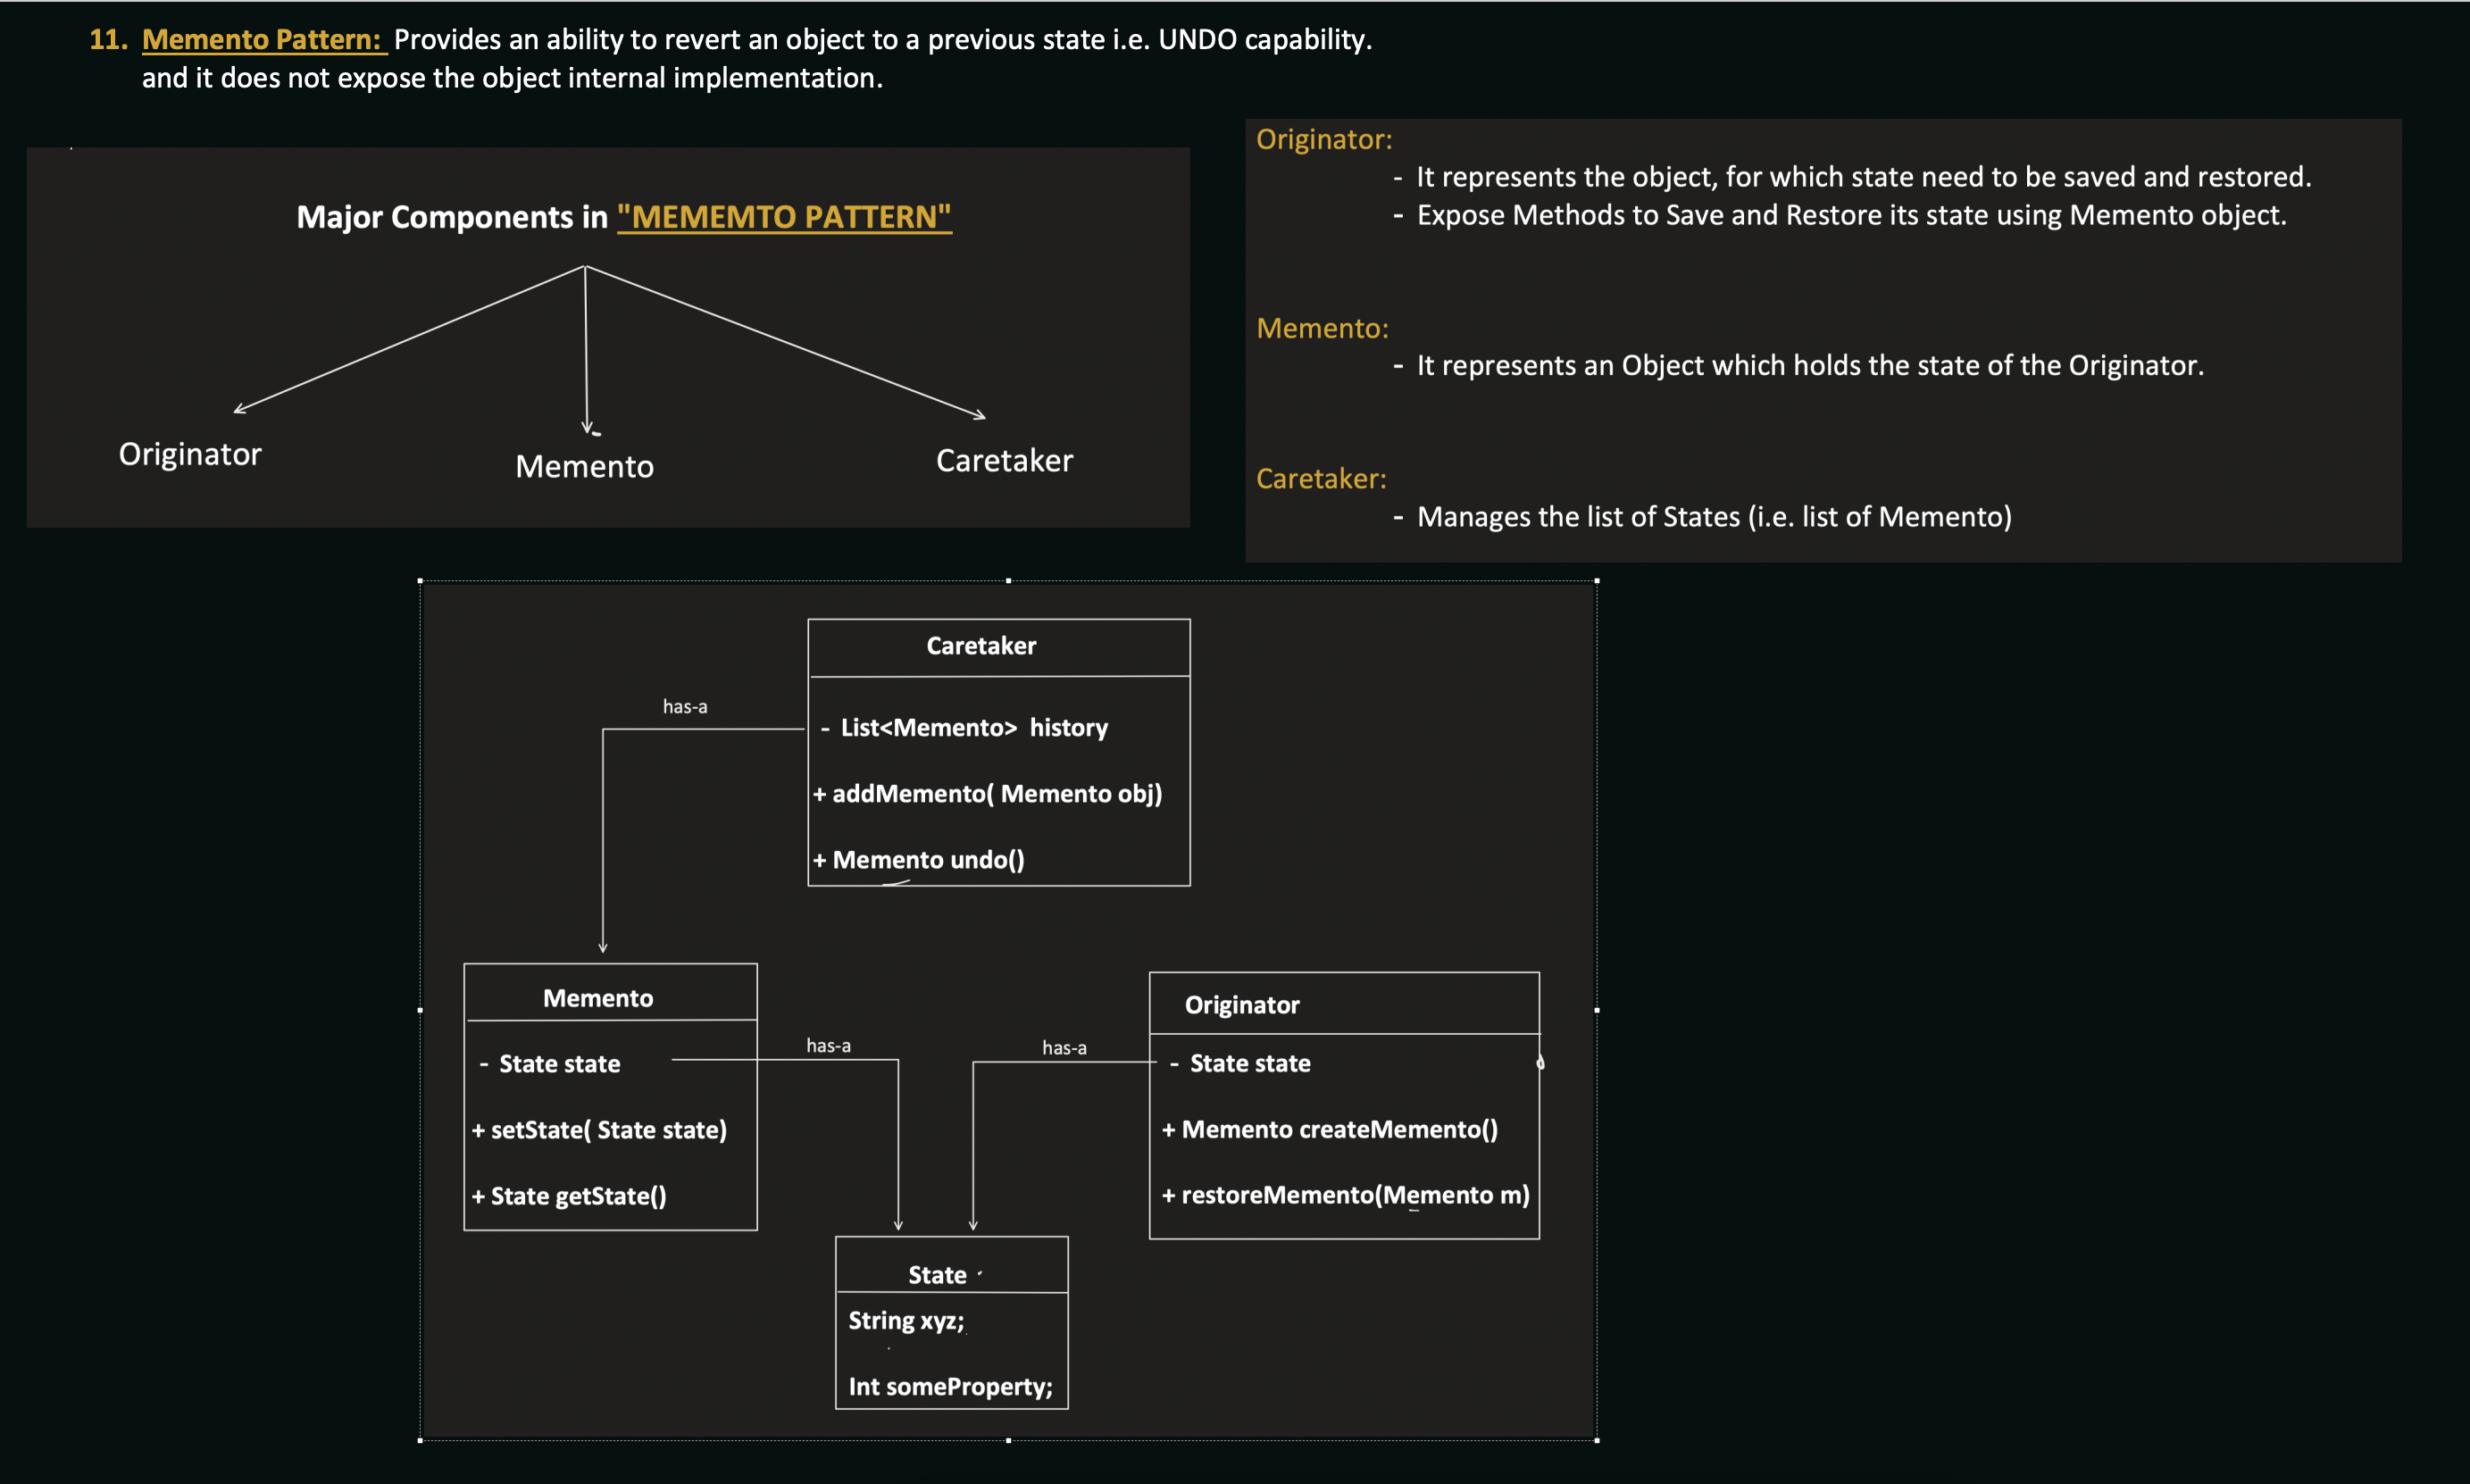 11. Memento Pattern: Provides an ability to revert an object to a previous state i.e. UNDO capability.
and it does not expose the object internal implementation.
Major Components in "MEMEMTO PATTERN"
Originator
Memento
Caretaker
Originator:
- It represents the object, for which state need to be saved and restored.
- Expose Methods to Save and Restore its state using Memento object.
Memento:
- It represents an Object which holds the state of the Originator.
Caretaker:
- Manages the list of States (i.e. list of Memento)
Caretaker
has-a
- List<Memento> history
+ addMemento( Memento obj)
+ Memento undo()
Memento
- State state
+ setState( State state)
+ State getState()
has-a
has-a
Originator
- State state
+ Memento createMemento()
+ restoreMemento(Memento m)
State
String xyz;
Int someProperty;